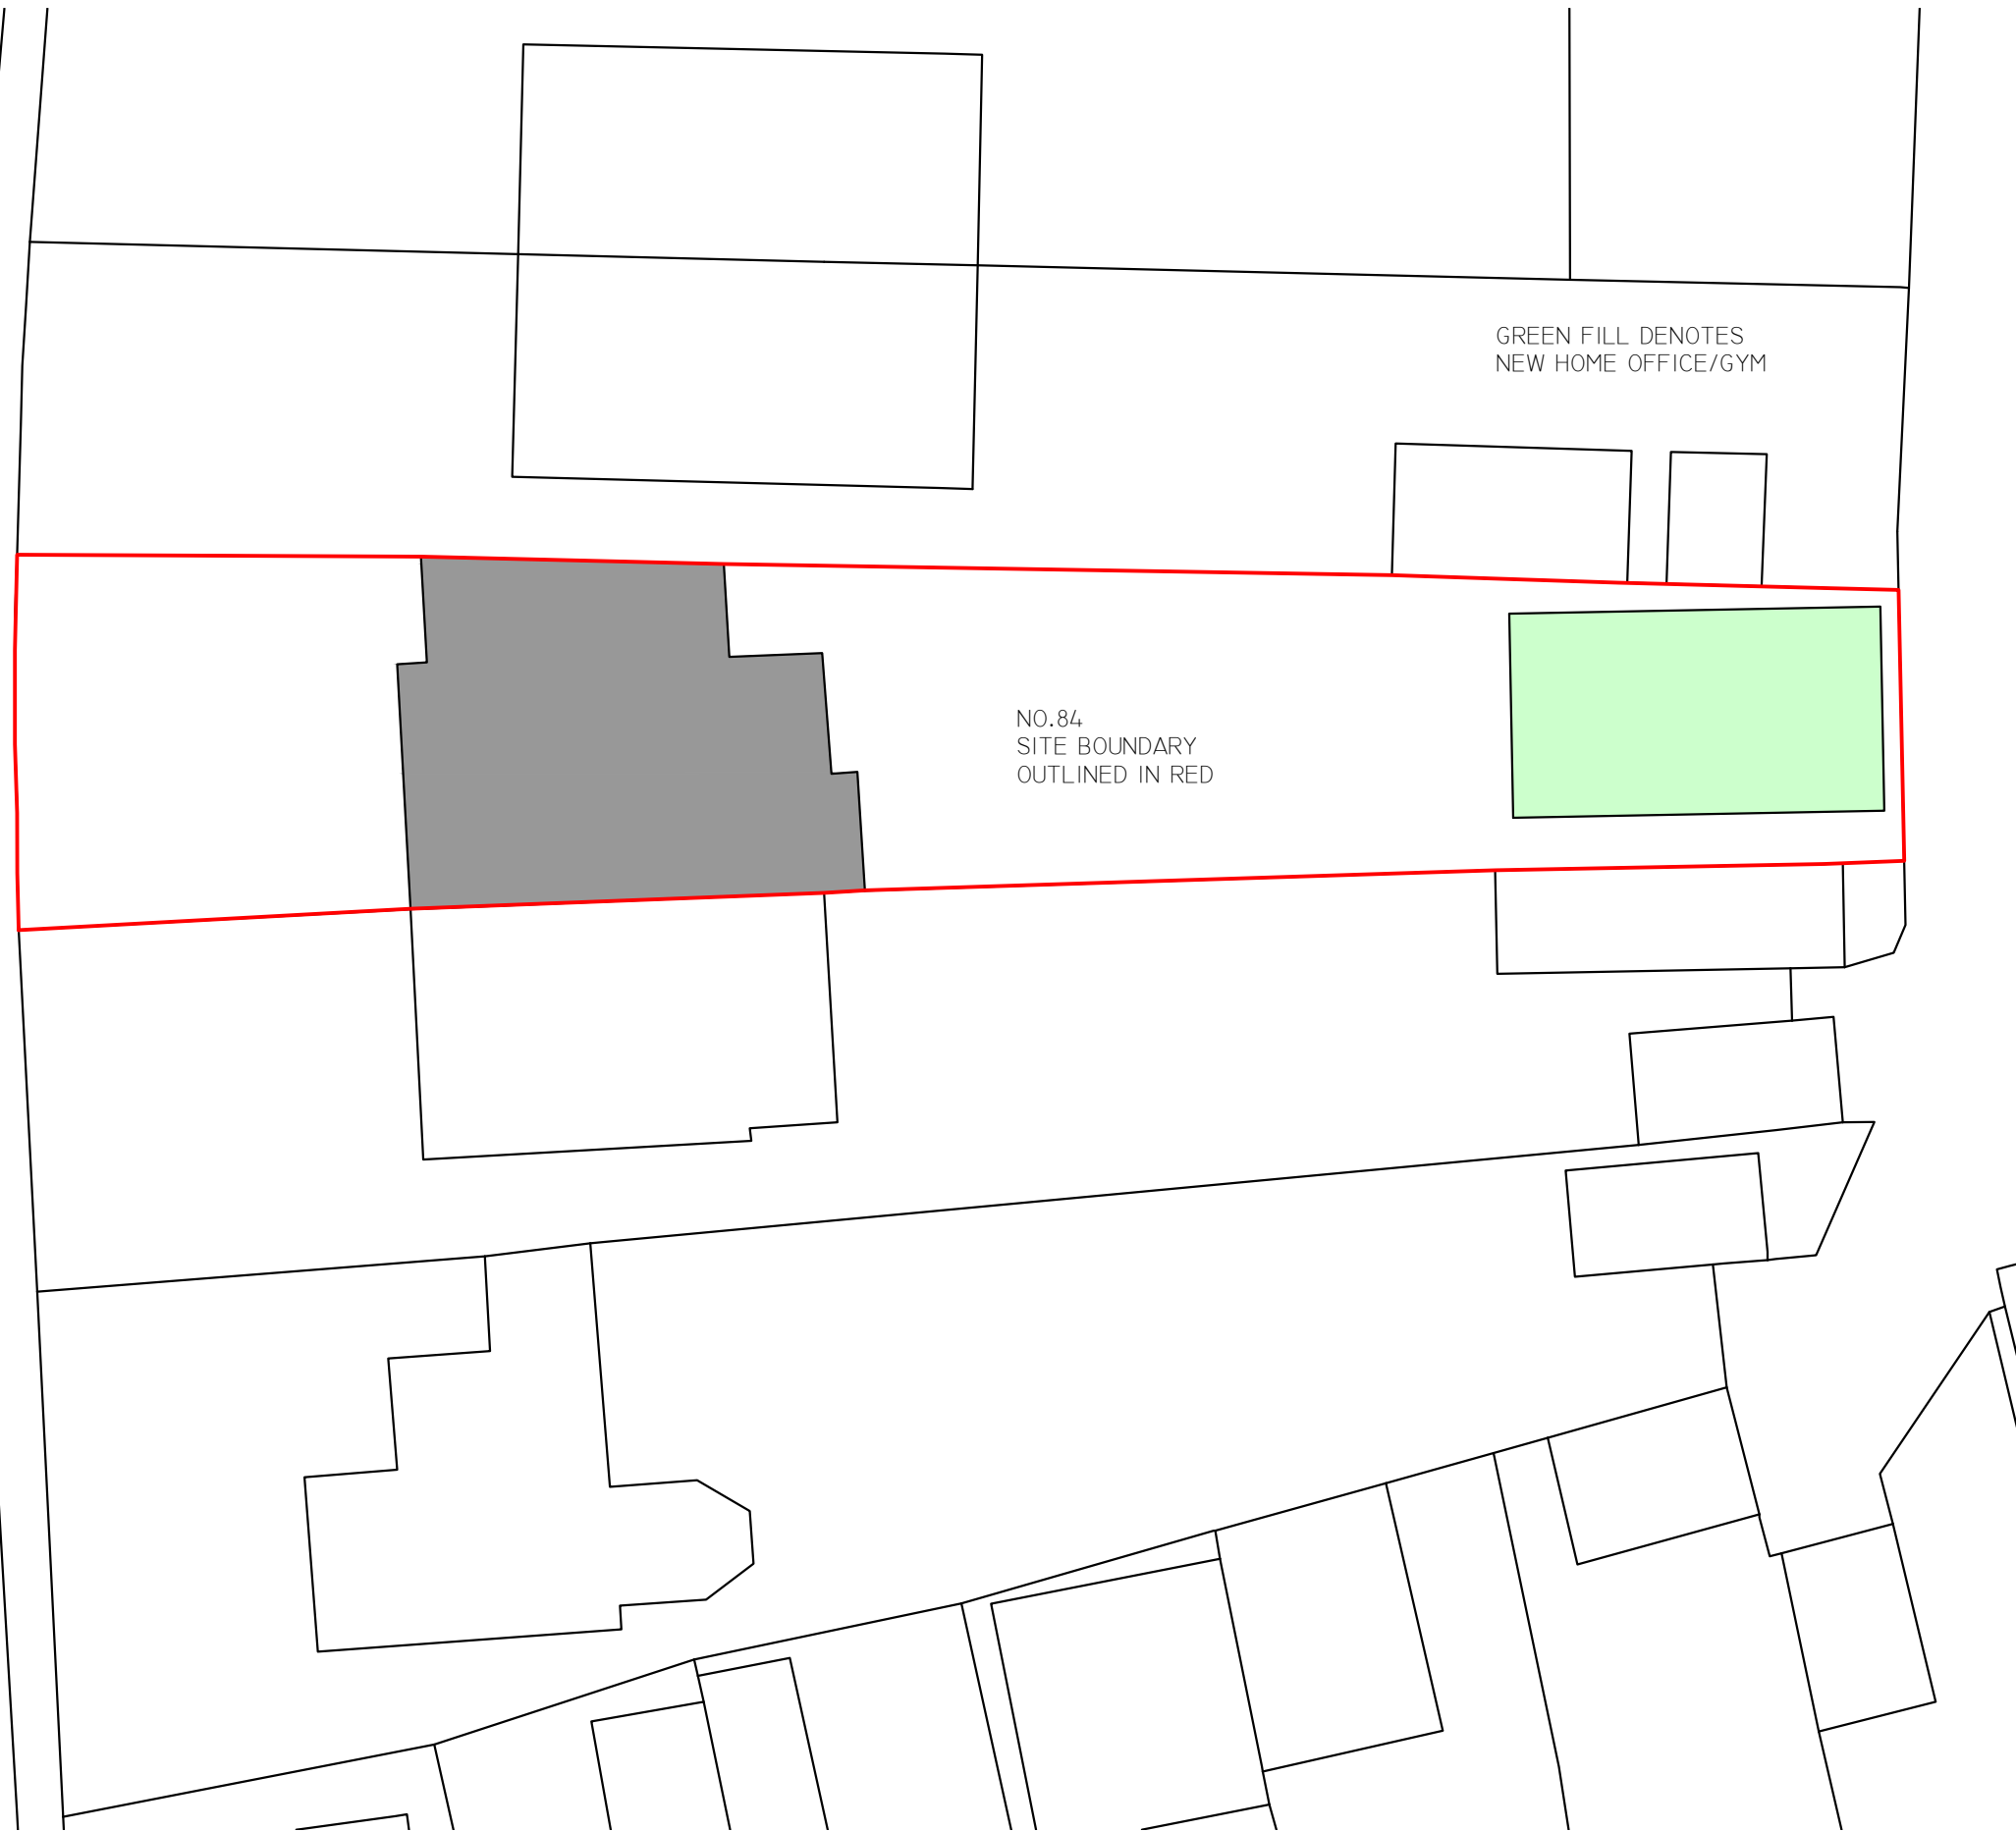 GREEN FILL DENOTES
NEW HOME OFFICE/GYM
NO.84
SITE BOUNDARY
OUTLINED IN RED